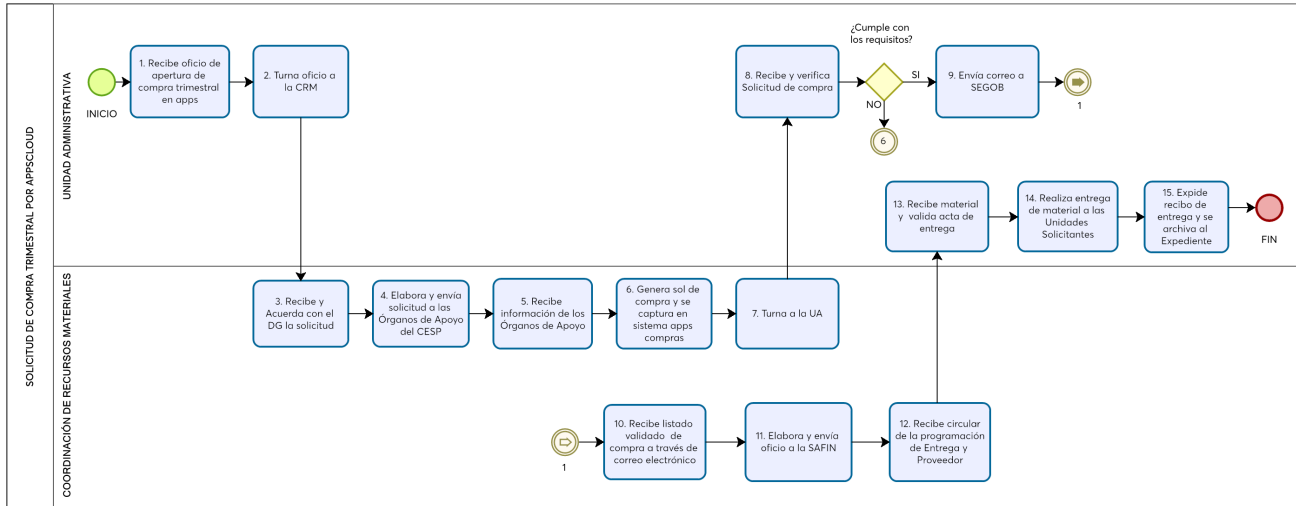 SOLICITUD DE COMPRA TRIMESTRAL POR APPSCLOUD
UNIDAD ADMINISTRATIVA
INICIO
1. Recibe oficio de
apertura de
compra trimestral
en apps
2. Turna oficio a
la CRM
8. Recibe y verifica
Solicitud de compra
¿Cumple con
los requisitos?
SI
NO
6
9. Envía correo a
SEGOB
1
13. Recibe material
y valida acta de
entrega
14. Realiza entrega
de material a las
Unidades
Solicitantes
15. Expide
recibo de
entrega y se
archiva al
Expediente
FIN
COORDINACIÓN DE RECURSOS MATERIALES
3. Recibe y
Acuerda con el
DG la solicitud
4. Elabora y envía
solicitud a las
Órganos de Apoyo
del CESP
5. Recibe
información de los
Órganos de Apoyo
6. Genera sol de
compra y se
captura en
sistema apps
compras
7. Turna a la UA
1
10. Recibe listado
validado de
compra a través de
correo electrónico
11. Elabora y envía
oficio a la SAFIN
12. Recibe circular
de la programación
de Entrega y
Proveedor